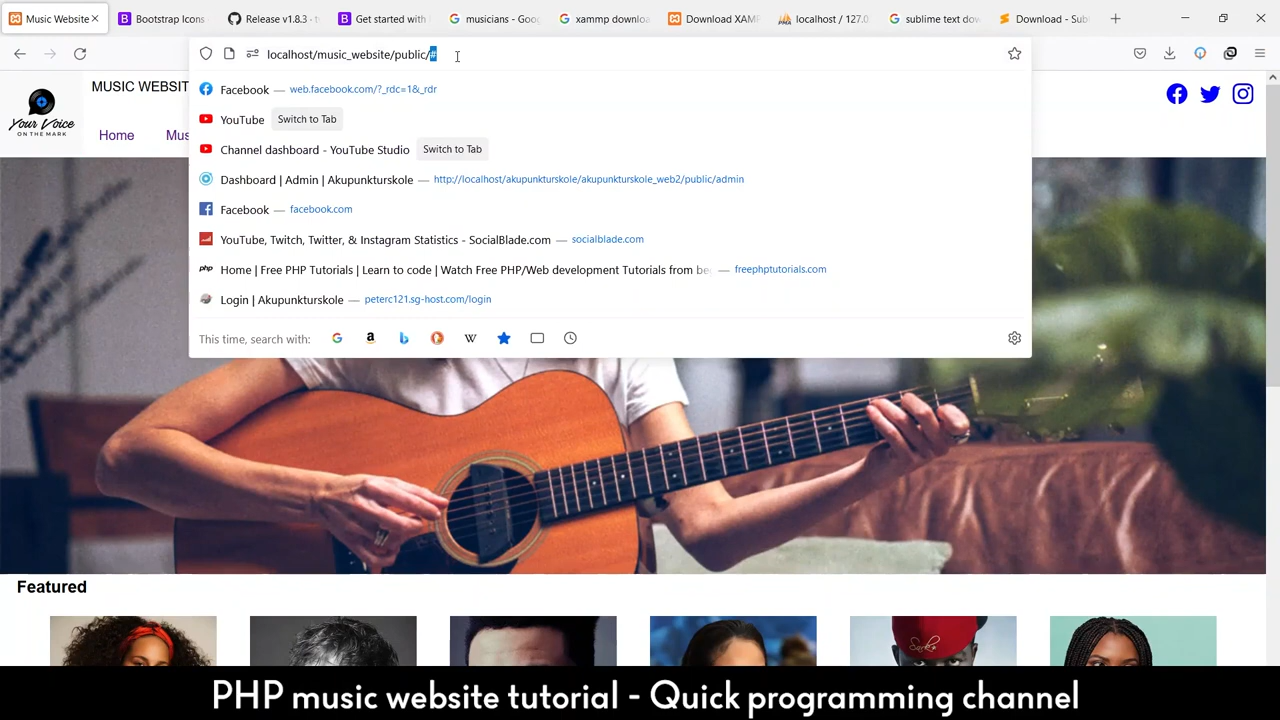 Music Website
Bootstrap Icons
Release v1.8.3 - t
Get started with
musicians - Goog
xammp downloa
Download XAMP
localhost / 127.0.
sublime text dow
Download - Sub
localhost/music_website/public/#
MUSIC WEBSIT
Your Voice
ON THE MARK
Home
Mus
Facebook — web.facebook.com/?_rdc=1&_rdr
YouTube Switch to Tab
Channel dashboard - YouTube Studio Switch to Tab
Dashboard | Admin | Akupunkturskole — http://localhost/akupunkturskole/akupunkturskole_web2/public/admin
Facebook — facebook.com
YouTube, Twitch, Twitter, & Instagram Statistics - SocialBlade.com — socialblade.com
php Home | Free PHP Tutorials | Learn to code | Watch Free PHP/Web development Tutorials from be — freephptutorials.com
Login | Akupunkturskole — peterc121.sg-host.com/login
This time, search with:
Featured
PHP music website tutorial - Quick programming channel